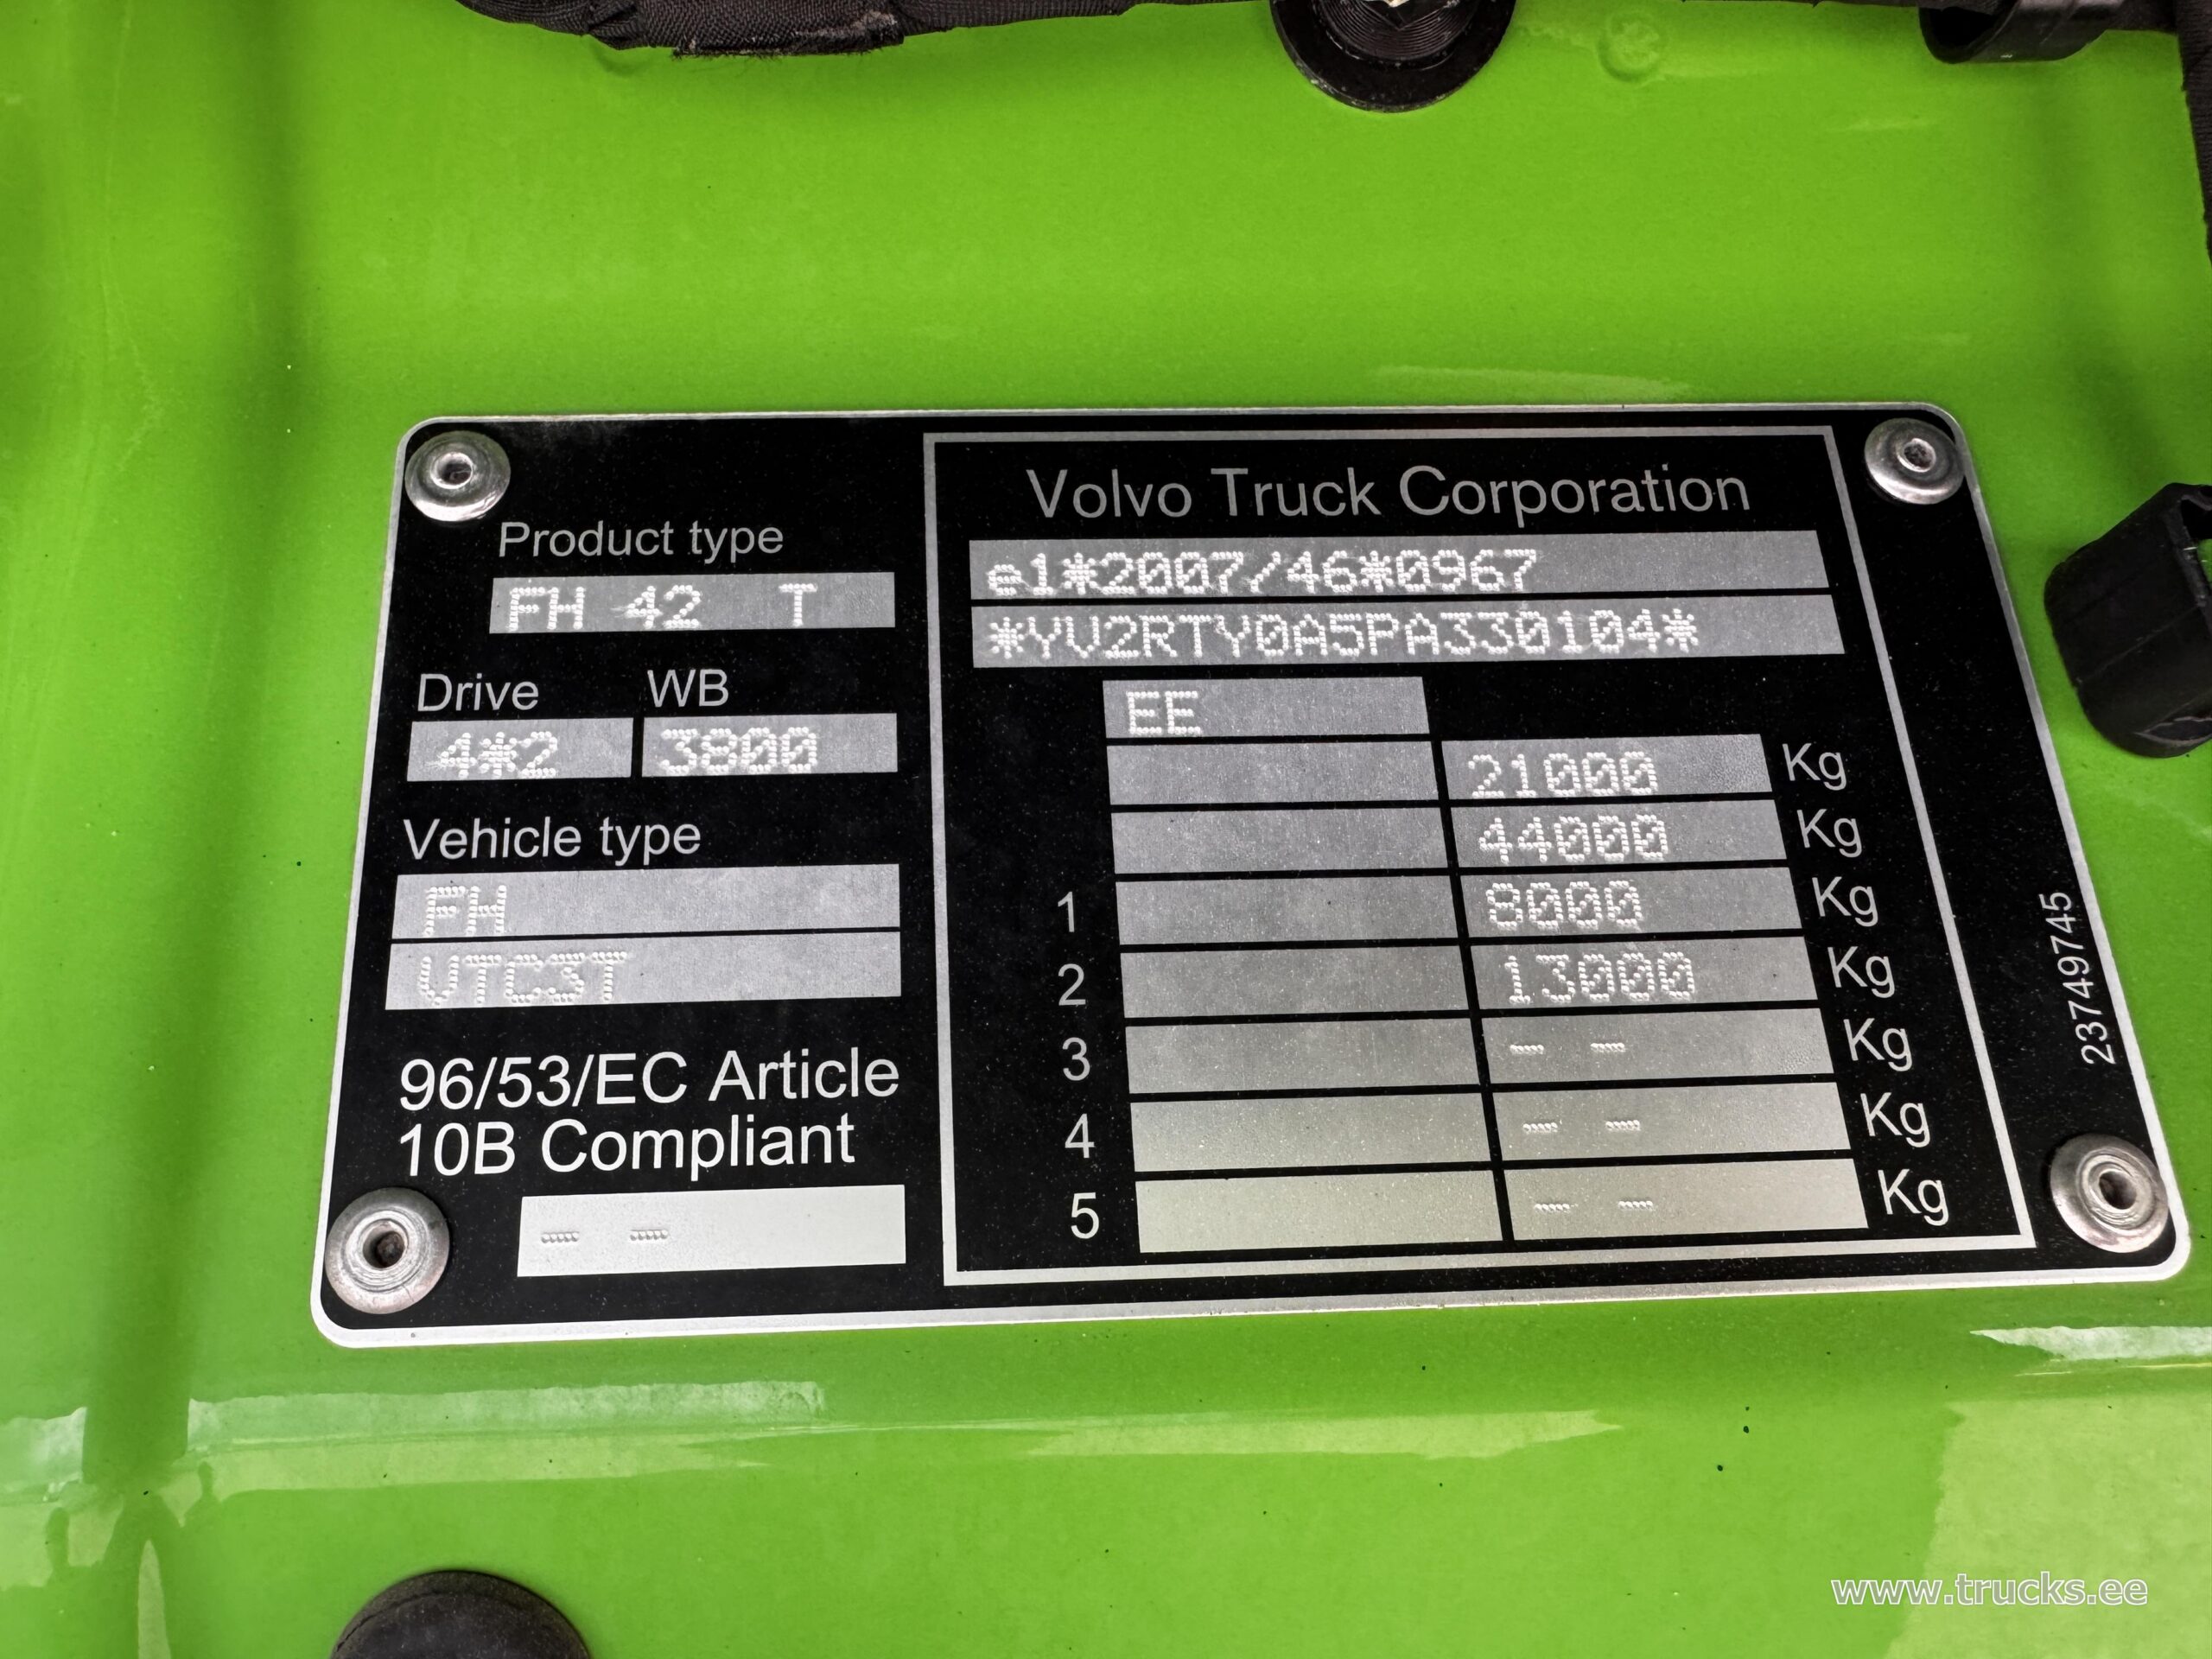 Product type
FH 42 T
Drive WB
4*2 3800
Vehicle type
FH
VTC3T
96/53/EC Article
10B Compliant
- -
Volvo Truck Corporation
e1*2007/46*0967
*YV2RTY0A5PA330104*
EE
21000 Kg
44000 Kg
1 8000 Kg
2 13000 Kg
3 - - Kg
4 - - Kg
5 - - Kg
23749745
www.trucks.ee